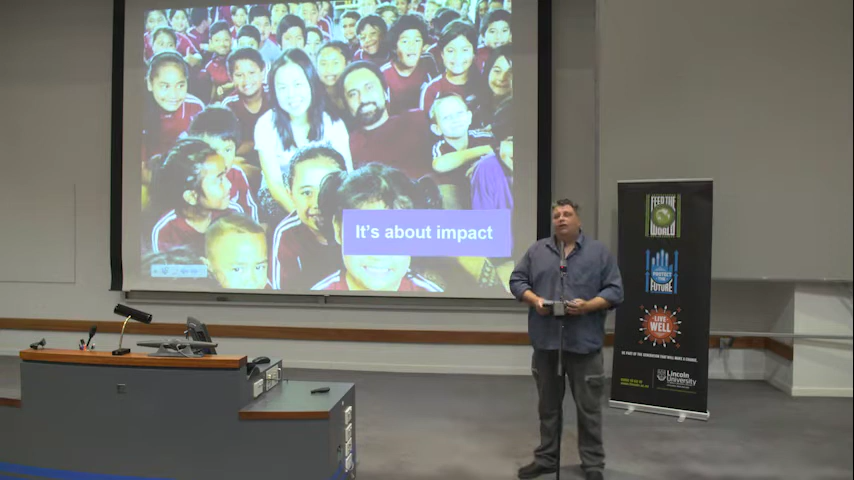 It's about impact
FEED THE
WORLD
PROTECT
THE
FUTURE
LIVE
WELL
Lincoln
University